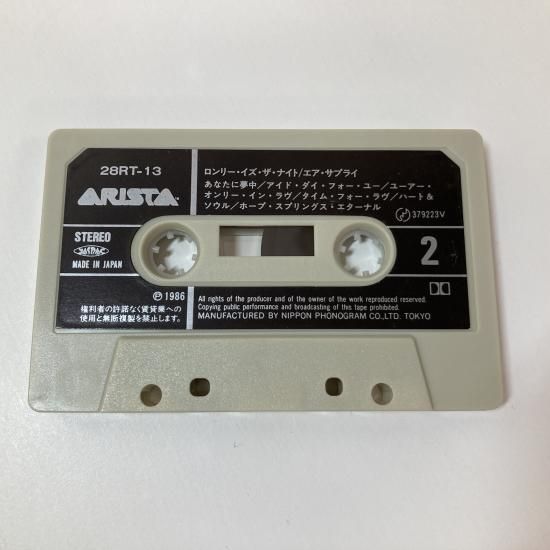 28RT-13
ARISTA
ロンリー・イズ・ザ・ナイト/エア・サプライ
あなたに夢中/アイド・ダイ・フォー・ユー/ユーアー・
オンリー・イン・ラヴ/タイム・フォー・ラヴ/ハート&
ソウル/ホープ・スプリングス・エターナル
379223V
STEREO
MADE IN JAPAN
2
Ⓟ1986
権利者の許諾なく賃貸業への
使用と無断複製を禁止します。
All rights of the producer and of the owner of the work reproduced reserved.
Copying public performance and broadcasting of this tape prohibited.
MANUFACTURED BY NIPPON PHONOGRAM CO.,LTD. TOKYO